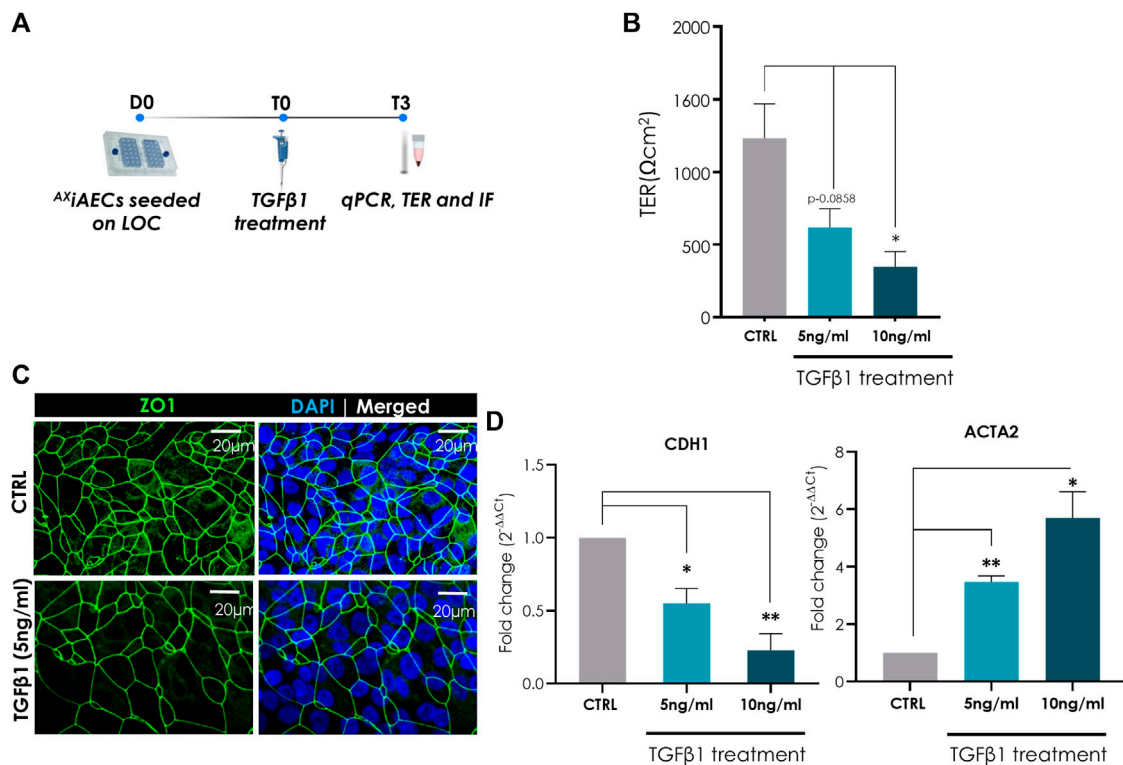 A
D0
T0
T3
AXiAECs seeded
on LOC
TGFβ1
treatment
qPCR, TER and IF
B
TER(Ωcm2)
2000
1600
1200
1000
500
0
p-0.0858
*
CTRL
5ng/ml
10ng/ml
TGFβ1 treatment
C
ZO1
DAPI | Merged
CTRL
20μm
20μm
TGFβ1 (5ng/ml)
20μm
20μm
D
CDH1
Fold change (2-ΔΔCt)
1.5
1.0
0.5
0.0
*
**
CTRL
5ng/ml
10ng/ml
TGFβ1 treatment
ACTA2
Fold change (2-ΔΔCt)
8
6
4
2
0
**
*
CTRL
5ng/ml
10ng/ml
TGFβ1 treatment